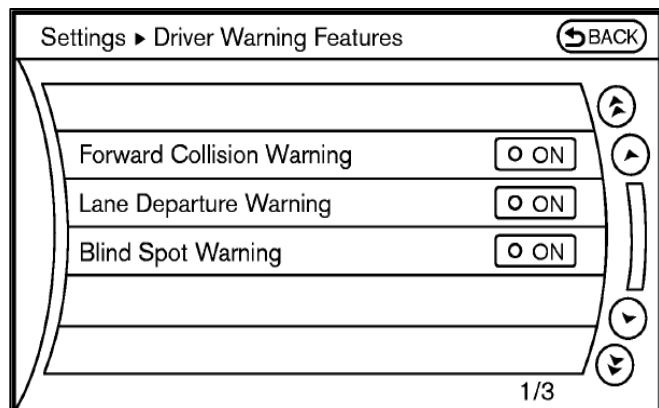 Settings ▶ Driver Warning Features
BACK
Forward Collision Warning
ON
Lane Departure Warning
ON
Blind Spot Warning
ON
1/3